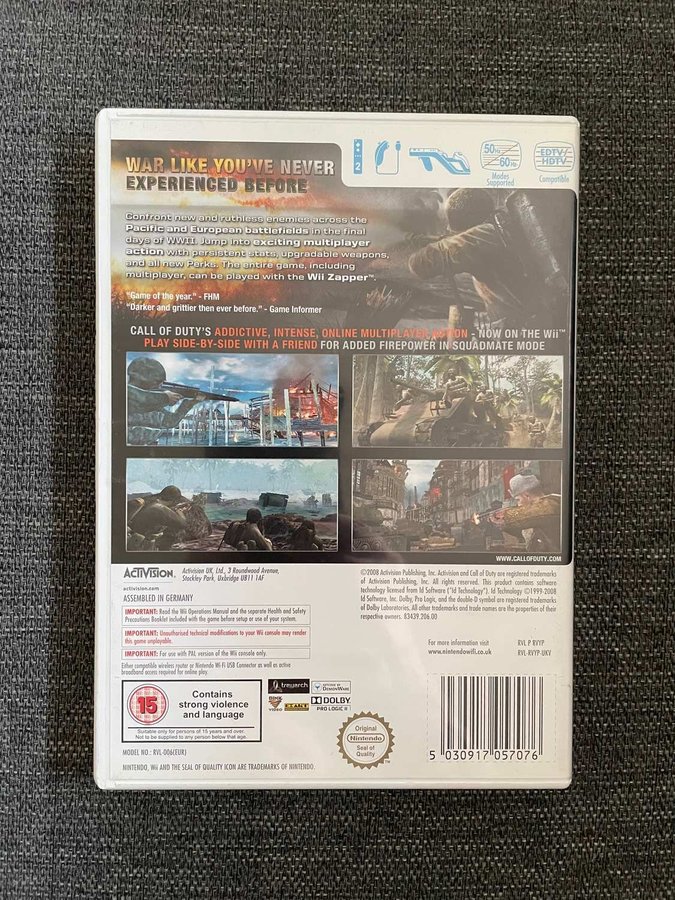 WAR LIKE YOU'VE NEVER
EXPERIENCED BEFORE
2
50Hz
60Hz
Modes
Supported
EDTV/
HDTV
Compatible
Confront new and ruthless enemies across the
Pacific and European battlefields in the final
days of WWII. Jump into exciting multiplayer
action with persistent stats, upgradable weapons,
and all new Perks. The entire game, including
multiplayer, can be played with the Wii Zapper™.
"Game of the year." - FHM
"Darker and grittier then ever before." - Game Informer
CALL OF DUTY'S ADDICTIVE, INTENSE, ONLINE MULTIPLAYER ACTION - NOW ON THE Wii™
PLAY SIDE-BY-SIDE WITH A FRIEND FOR ADDED FIREPOWER IN SQUADMATE MODE
WWW.CALLOFDUTY.COM
ACTIVISION.
Activision UK, Ltd., 3 Roundwood Avenue,
Stockley Park, Uxbridge UB11 1AF
activision.com
ASSEMBLED IN GERMANY
IMPORTANT: Read the Wii Operations Manual and the separate Health and Safety
Precautions Booklet included with the game before setup or use of your system.
IMPORTANT: Unauthorised technical modifications to your Wii console may render
this game unplayable.
IMPORTANT: For use with PAL version of the Wii console only.
Either compatible wireless router or Nintendo Wi-Fi USB Connector as well as active
broadband access required for online play.
©2008 Activision Publishing, Inc. Activision and Call of Duty are registered trademarks
of Activision Publishing, Inc. All rights reserved. This product contains software
technology licensed from Id Software ("Id Technology"). Id Technology ©1999-2008
Id Software, Inc. Dolby, Pro Logic, and the double-D symbol are registered trademarks
of Dolby Laboratories. All other trademarks and trade names are the properties of their
respective owners. 83439.206.00
For more information visit
www.nintendowifi.co.uk
RVL P RVYP
RVL-RVYP-UKV
15
Contains
strong violence
and language
Suitable only for persons of 15 years and over.
Not to be supplied to any person below that age.
treyarch
DEMONWARE
BINK
VIDEO
DOLBY
PRO LOGIC II
Original
Nintendo
Seal of
Quality
5 030917 057076
MODEL NO.: RVL-006(EUR)
NINTENDO, Wii AND THE SEAL OF QUALITY ICON ARE TRADEMARKS OF NINTENDO.